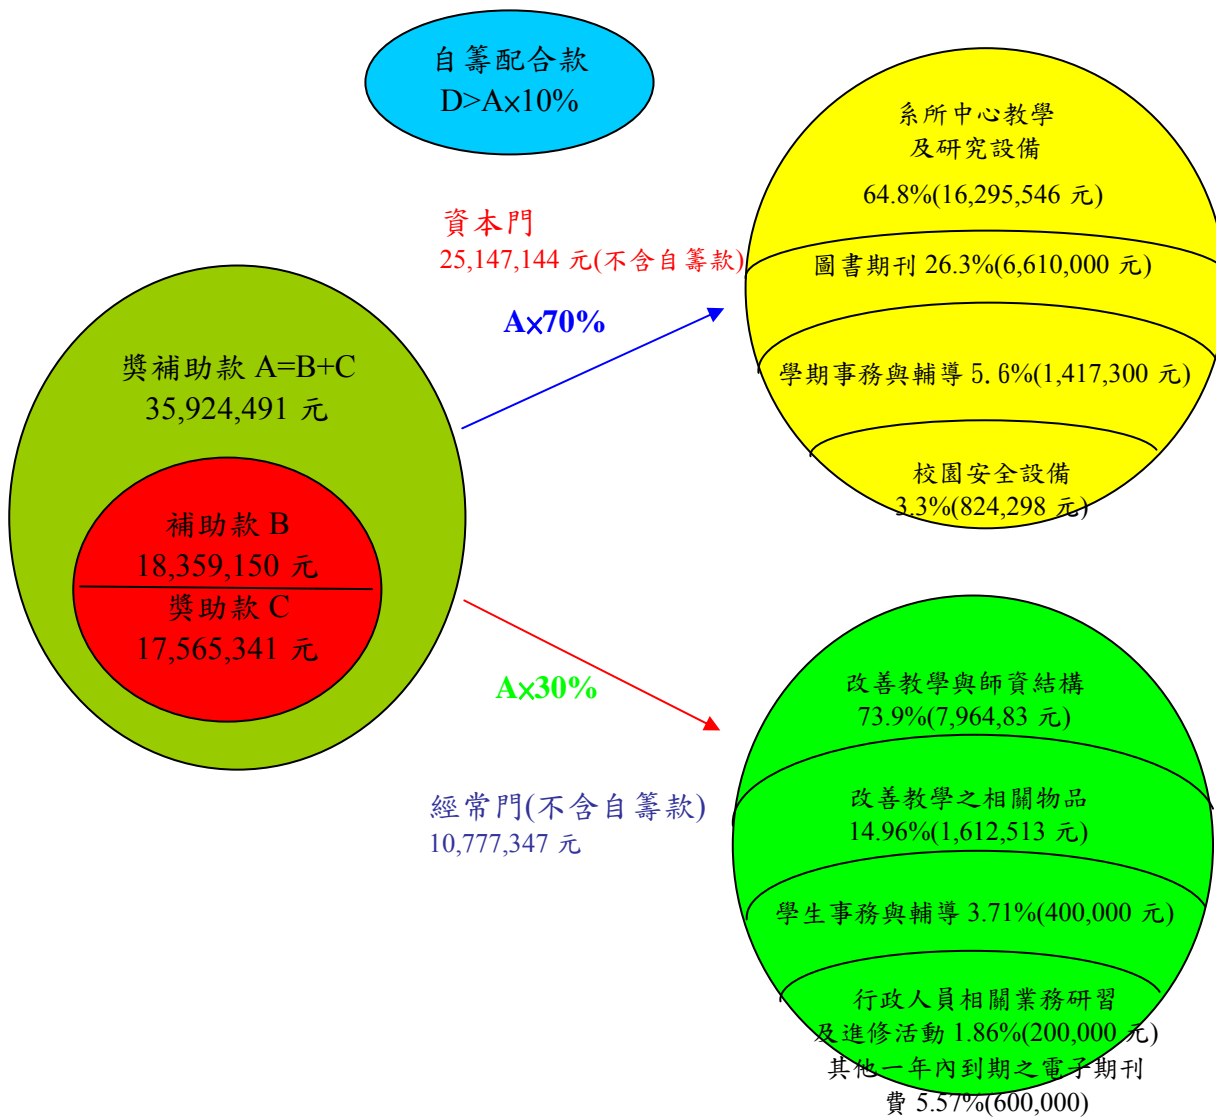 自籌配合款
D>A×10%
系所中心教學
及研究設備
64.8%(16,295,546 元)
圖書期刊 26.3%(6,610,000 元)
學期事務與輔導 5.6%(1,417,300 元)
校園安全設備
3.3%(824,298 元)
資本門
25,147,144 元(不含自籌款)
A×70%
獎補助款 A=B+C
35,924,491 元
補助款 B
18,359,150 元
獎助款 C
17,565,341 元
A×30%
經常門(不含自籌款)
10,777,347 元
改善教學與師資結構
73.9%(7,964,83 元)
改善教學之相關物品
14.96%(1,612,513 元)
學生事務與輔導 3.71%(400,000 元)
行政人員相關業務研習
及進修活動 1.86%(200,000 元)
其他一年內到期之電子期刊
費 5.57%(600,000)